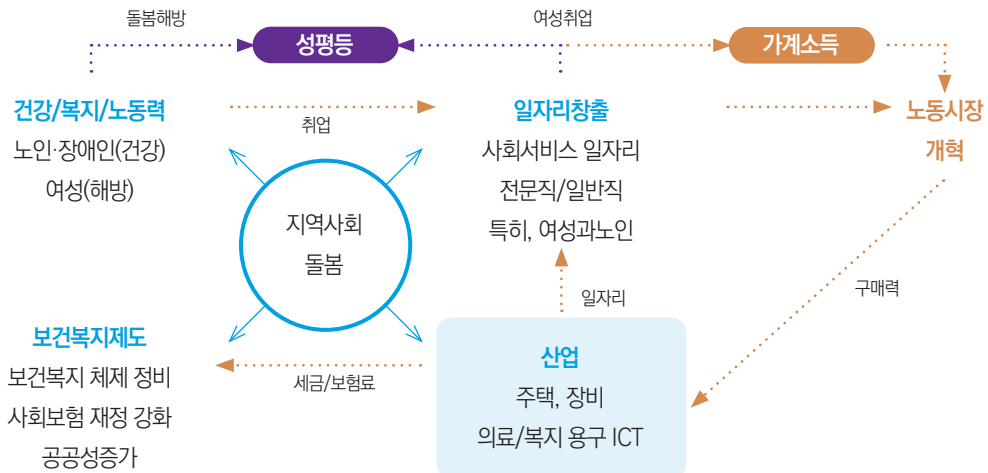 돌봄해방
여성취업
성평등
가계소득
건강/복지/노동력
노인·장애인(건강)
여성(해방)
취업
일자리창출
사회서비스 일자리
전문직/일반직
특히, 여성과노인
노동시장
개혁
지역사회
돌봄
일자리
구매력
보건복지제도
보건복지 체제 정비
사회보험 재정 강화
공공성증가
세금/보험료
산업
주택, 장비
의료/복지 용구 ICT